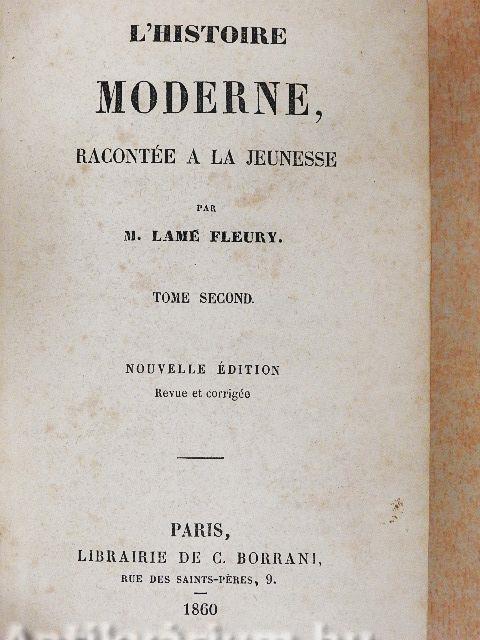 L'HISTOIRE
MODERNE,
RACONTÉE A LA JEUNESSE
PAR
M. LAMÉ FLEURY.
TOME SECOND.
NOUVELLE ÉDITION
Revue et corrigée
PARIS,
LIBRAIRIE DE C. BORRANI,
RUE DES SAINTS-PÈRES, 9.
1860